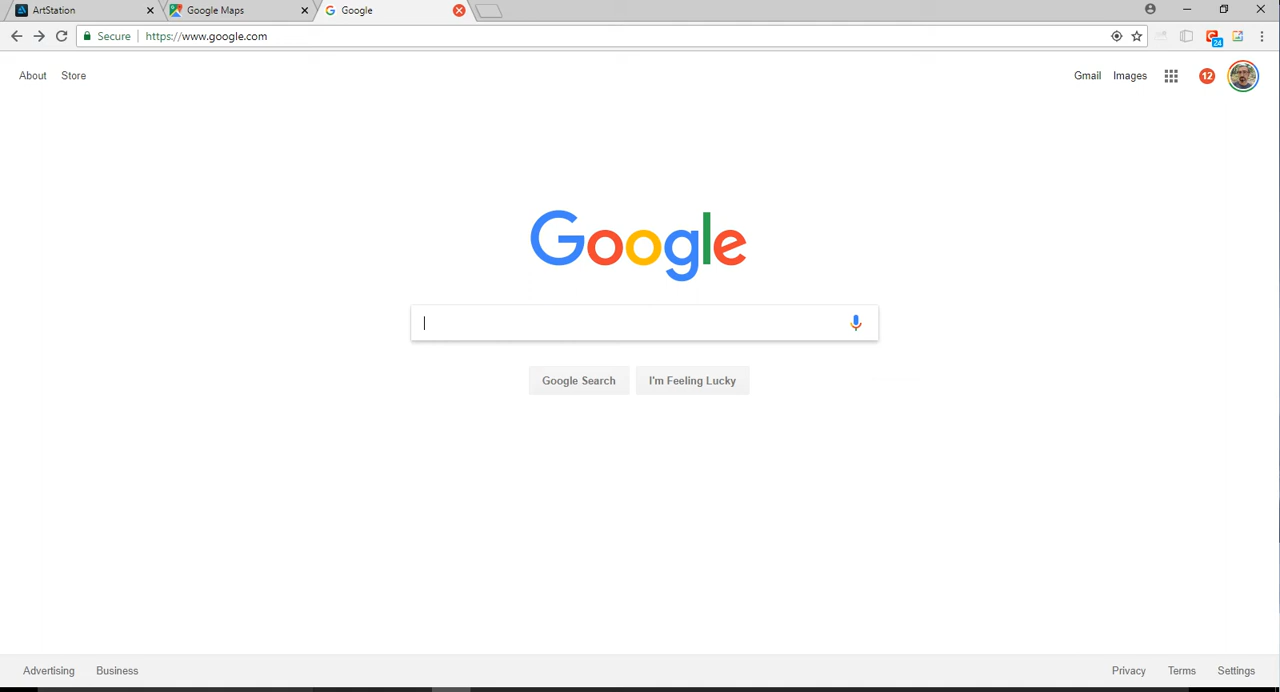 ArtStation Google Maps Google
Secure https://www.google.com 24
About Store Gmail Images 12
Google
Google Search I'm Feeling Lucky
Advertising Business Privacy Terms Settings